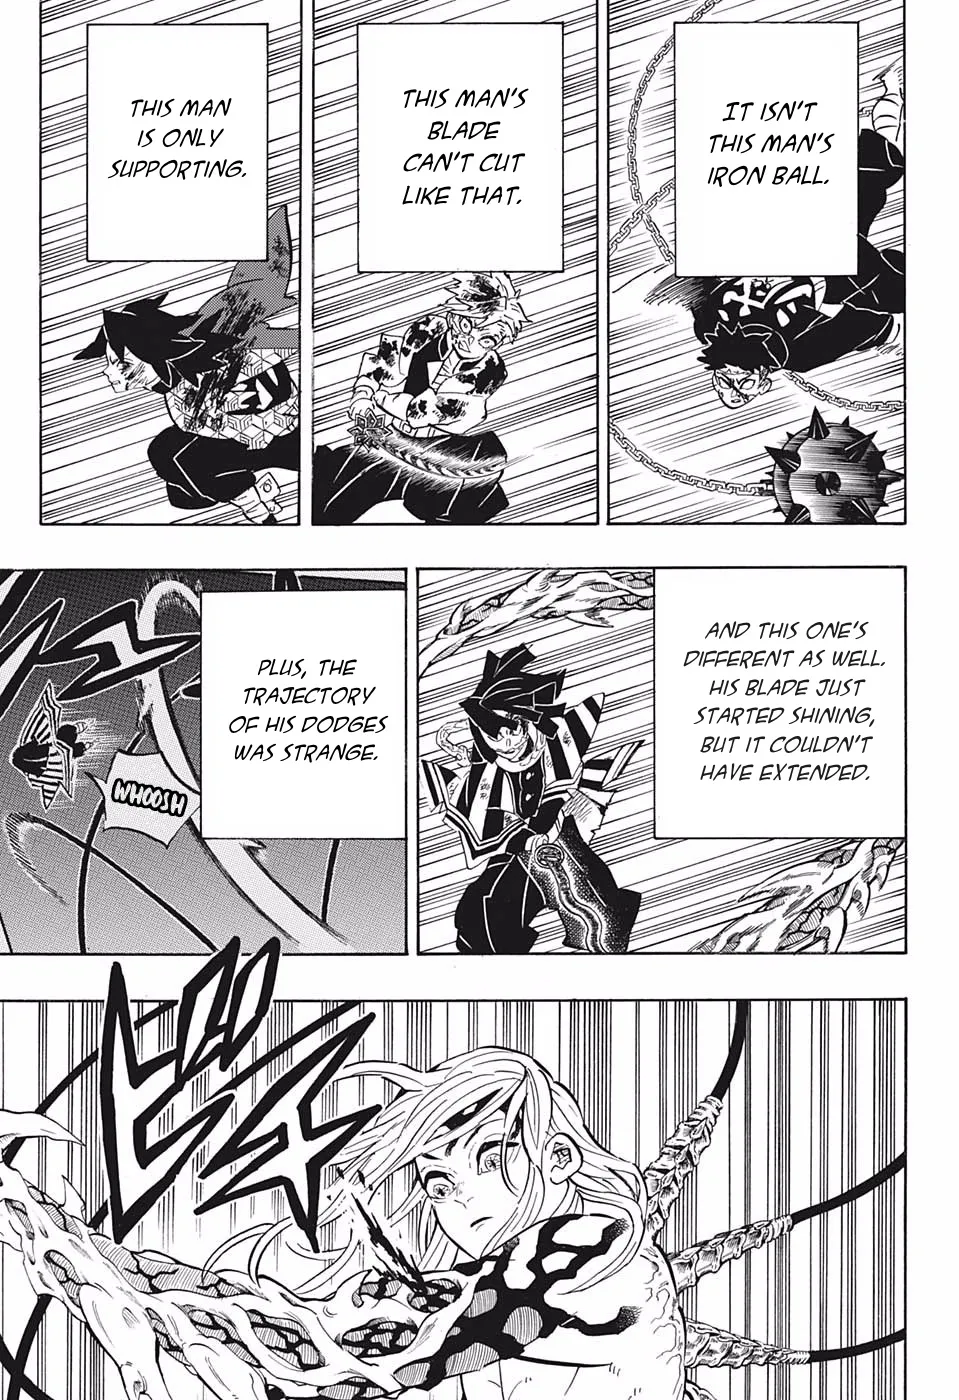 IT ISN'T
THIS MAN'S
IRON BALL.
THIS MAN'S
BLADE
CAN'T CUT
LIKE THAT.
THIS MAN
IS ONLY
SUPPORTING.
AND THIS ONE'S
DIFFERENT AS WELL.
HIS BLADE JUST
STARTED SHINING,
BUT IT COULDN'T
HAVE EXTENDED.
PLUS, THE
TRAJECTORY
OF HIS DODGES
WAS STRANGE.
WHOOSH